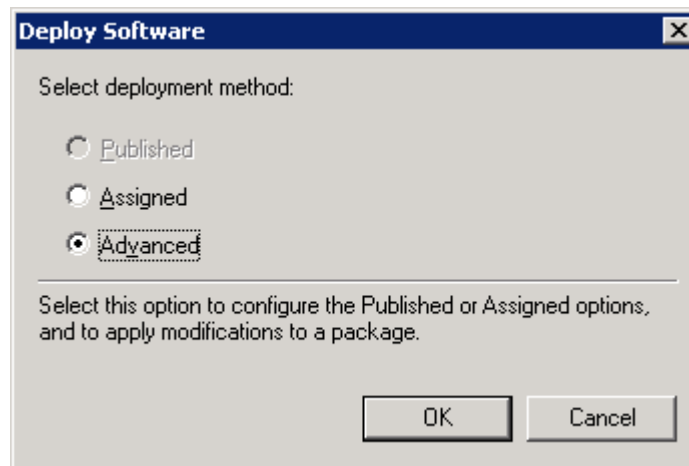 Deploy Software
Select deployment method:
Published
Assigned
Advanced
Select this option to configure the Published or Assigned options,
and to apply modifications to a package.
OK
Cancel